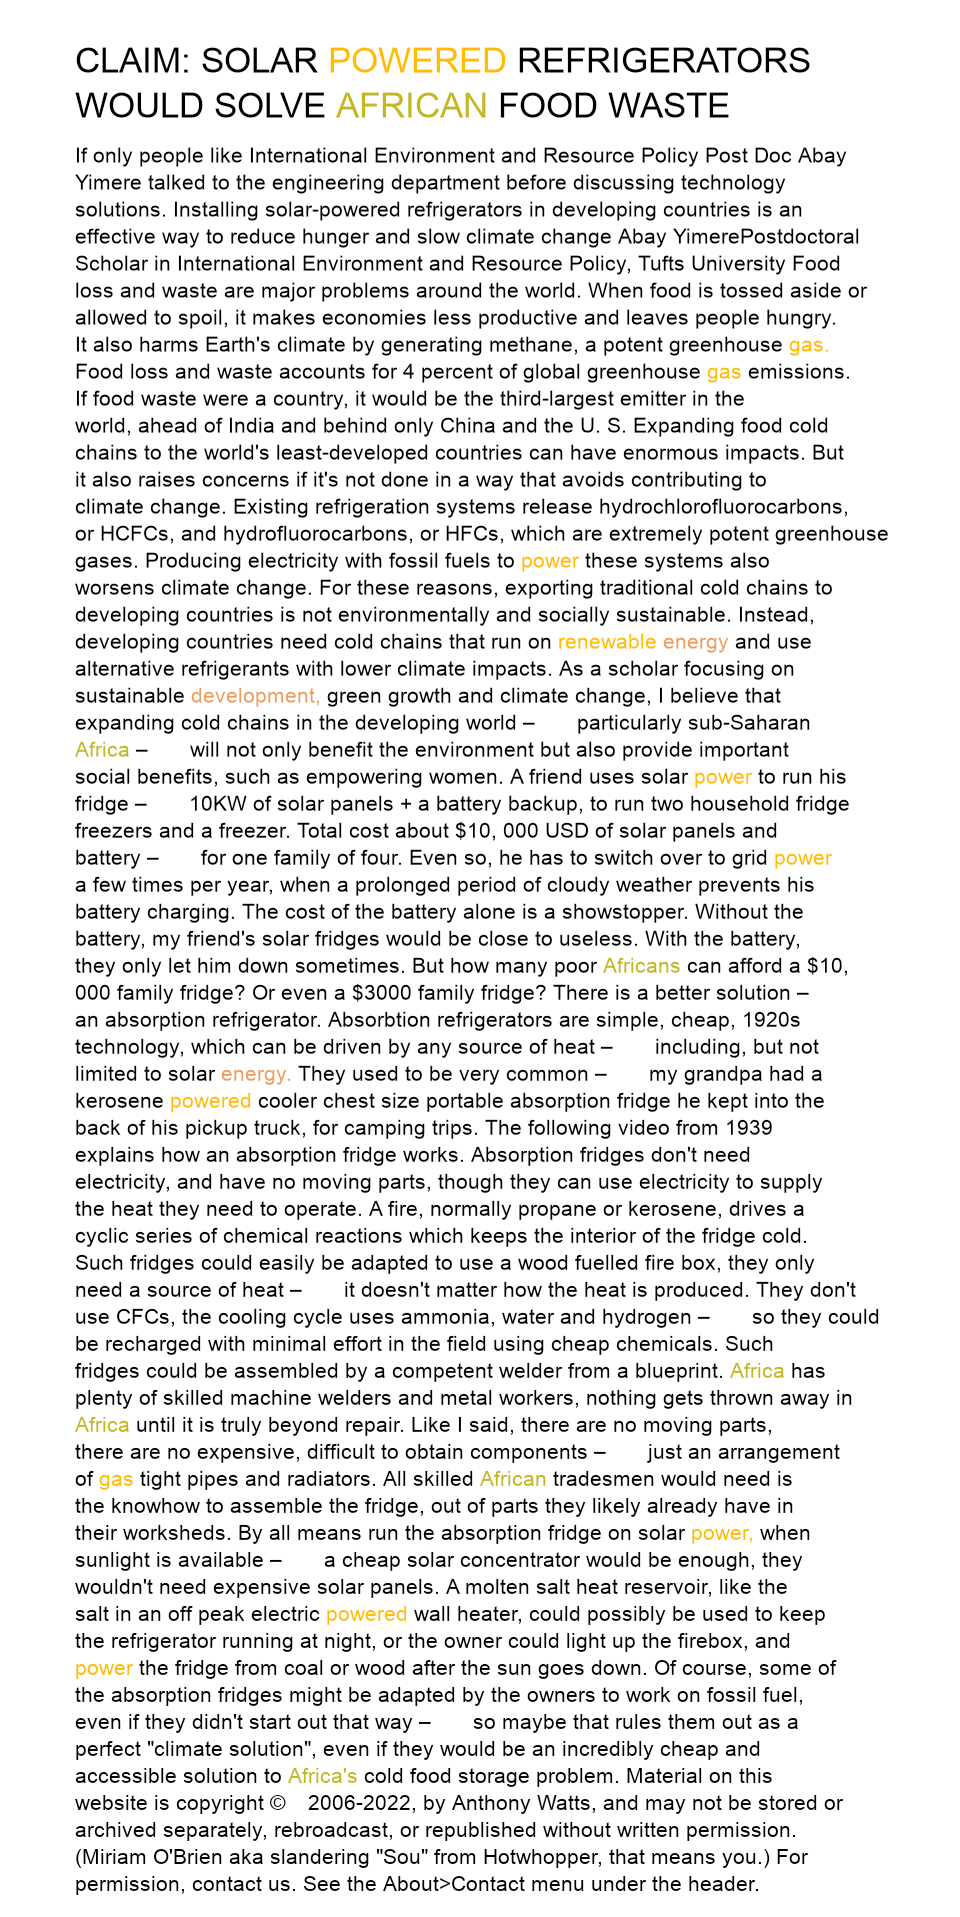 CLAIM: SOLAR POWERED REFRIGERATORS
WOULD SOLVE AFRICAN FOOD WASTE
If only people like International Environment and Resource Policy Post Doc Abay
Yimere talked to the engineering department before discussing technology
solutions. Installing solar-powered refrigerators in developing countries is an
effective way to reduce hunger and slow climate change Abay YimerePostdoctoral
Scholar in International Environment and Resource Policy, Tufts University Food
loss and waste are major problems around the world. When food is tossed aside or
allowed to spoil, it makes economies less productive and leaves people hungry.
It also harms Earth's climate by generating methane, a potent greenhouse gas.
Food loss and waste accounts for 4 percent of global greenhouse gas emissions.
If food waste were a country, it would be the third-largest emitter in the
world, ahead of India and behind only China and the U. S. Expanding food cold
chains to the world's least-developed countries can have enormous impacts. But
it also raises concerns if it's not done in a way that avoids contributing to
climate change. Existing refrigeration systems release hydrochlorofluorocarbons,
or HCFCs, and hydrofluorocarbons, or HFCs, which are extremely potent greenhouse
gases. Producing electricity with fossil fuels to power these systems also
worsens climate change. For these reasons, exporting traditional cold chains to
developing countries is not environmentally and socially sustainable. Instead,
developing countries need cold chains that run on renewable energy and use
alternative refrigerants with lower climate impacts. As a scholar focusing on
sustainable development, green growth and climate change, I believe that
expanding cold chains in the developing world – particularly sub-Saharan
Africa – will not only benefit the environment but also provide important
social benefits, such as empowering women. A friend uses solar power to run his
fridge – 10KW of solar panels + a battery backup, to run two household fridge
freezers and a freezer. Total cost about $10, 000 USD of solar panels and
battery – for one family of four. Even so, he has to switch over to grid power
a few times per year, when a prolonged period of cloudy weather prevents his
battery charging. The cost of the battery alone is a showstopper. Without the
battery, my friend's solar fridges would be close to useless. With the battery,
they only let him down sometimes. But how many poor Africans can afford a $10,
000 family fridge? Or even a $3000 family fridge? There is a better solution –
an absorption refrigerator. Absorbtion refrigerators are simple, cheap, 1920s
technology, which can be driven by any source of heat – including, but not
limited to solar energy. They used to be very common – my grandpa had a
kerosene powered cooler chest size portable absorption fridge he kept into the
back of his pickup truck, for camping trips. The following video from 1939
explains how an absorption fridge works. Absorption fridges don't need
electricity, and have no moving parts, though they can use electricity to supply
the heat they need to operate. A fire, normally propane or kerosene, drives a
cyclic series of chemical reactions which keeps the interior of the fridge cold.
Such fridges could easily be adapted to use a wood fuelled fire box, they only
need a source of heat – it doesn't matter how the heat is produced. They don't
use CFCs, the cooling cycle uses ammonia, water and hydrogen – so they could
be recharged with minimal effort in the field using cheap chemicals. Such
fridges could be assembled by a competent welder from a blueprint. Africa has
plenty of skilled machine welders and metal workers, nothing gets thrown away in
Africa until it is truly beyond repair. Like I said, there are no moving parts,
there are no expensive, difficult to obtain components – just an arrangement
of gas tight pipes and radiators. All skilled African tradesmen would need is
the knowhow to assemble the fridge, out of parts they likely already have in
their worksheds. By all means run the absorption fridge on solar power, when
sunlight is available – a cheap solar concentrator would be enough, they
wouldn't need expensive solar panels. A molten salt heat reservoir, like the
salt in an off peak electric powered wall heater, could possibly be used to keep
the refrigerator running at night, or the owner could light up the firebox, and
power the fridge from coal or wood after the sun goes down. Of course, some of
the absorption fridges might be adapted by the owners to work on fossil fuel,
even if they didn't start out that way – so maybe that rules them out as a
perfect "climate solution", even if they would be an incredibly cheap and
accessible solution to Africa's cold food storage problem. Material on this
website is copyright © 2006-2022, by Anthony Watts, and may not be stored or
archived separately, rebroadcast, or republished without written permission.
(Miriam O'Brien aka slandering "Sou" from Hotwhopper, that means you.) For
permission, contact us. See the About>Contact menu under the header.